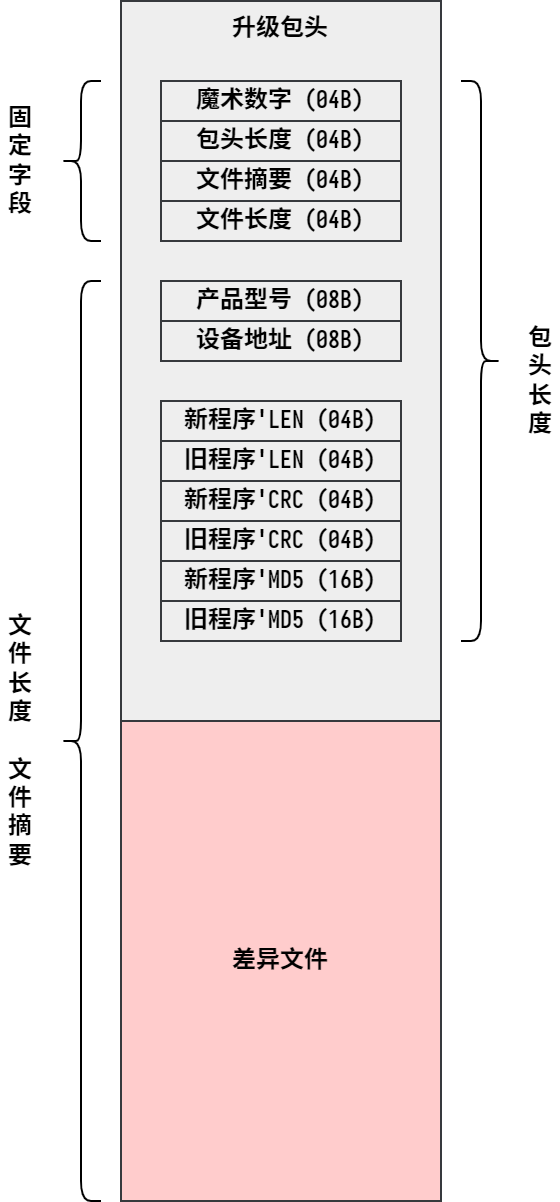 升级包头
固定字段
魔术数字 (04B)
包头长度 (04B)
文件摘要 (04B)
文件长度 (04B)
产品型号 (08B)
设备地址 (08B)
包头长度
新程序'LEN (04B)
旧程序'LEN (04B)
新程序'CRC (04B)
旧程序'CRC (04B)
新程序'MD5 (16B)
旧程序'MD5 (16B)
文件长度
文件摘要
差异文件